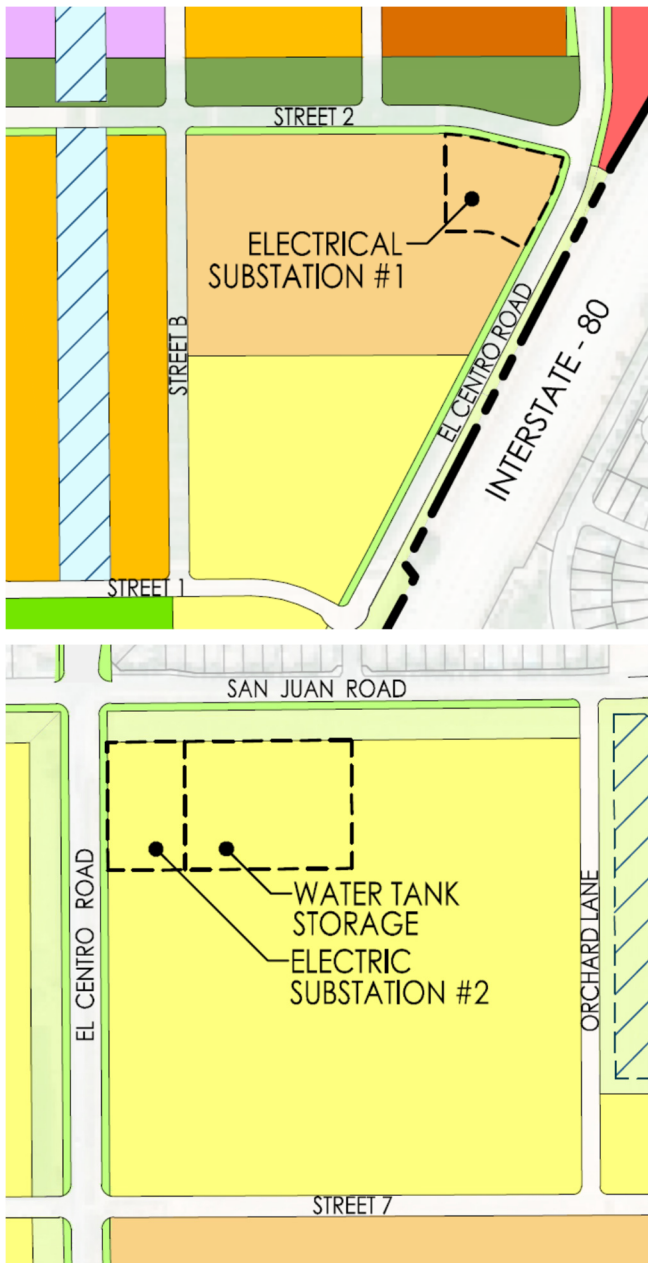 STREET 2
ELECTRICAL
SUBSTATION #1
STREET B
EL CENTRO ROAD
INTERSTATE - 80
STREET 1
SAN JUAN ROAD
EL CENTRO ROAD
WATER TANK
STORAGE
ELECTRIC
SUBSTATION #2
ORCHARD LANE
STREET 7